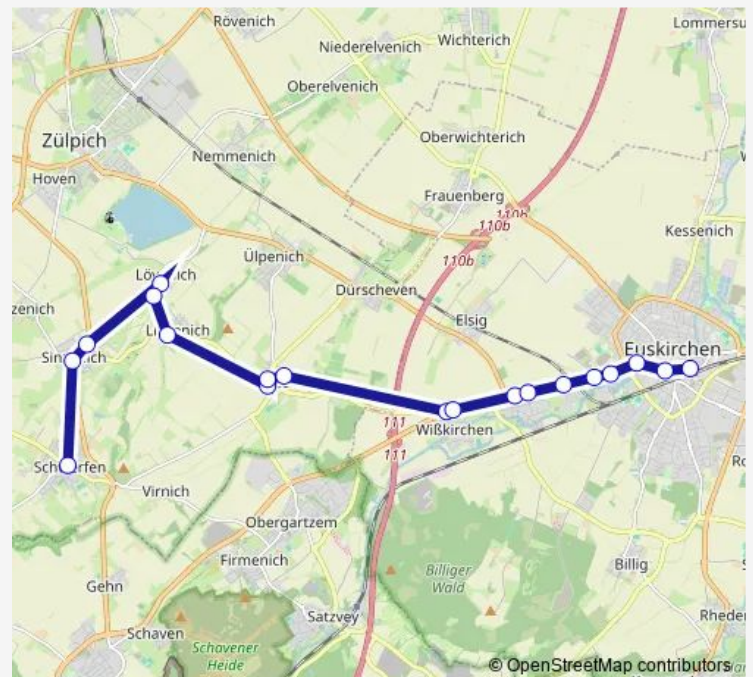 Rövenich
Lommersu
Niederelvenich
Wichterich
Oberelvenich
Zülpich
Oberwichterich
Nemmenich
Hoven
Frauenberg
110b
110b
Kessenich
110b
Ülpenich
Dürscheven
zenich
Elsig
Euskirchen
111
Wißkirchen
111
Virnich
Obergartzem
Firmenich
Billiger
Wald
Billig
Gehn
Satzvey
Rheder
Schaven
Schavener
Heide
© OpenStreetMap contributors